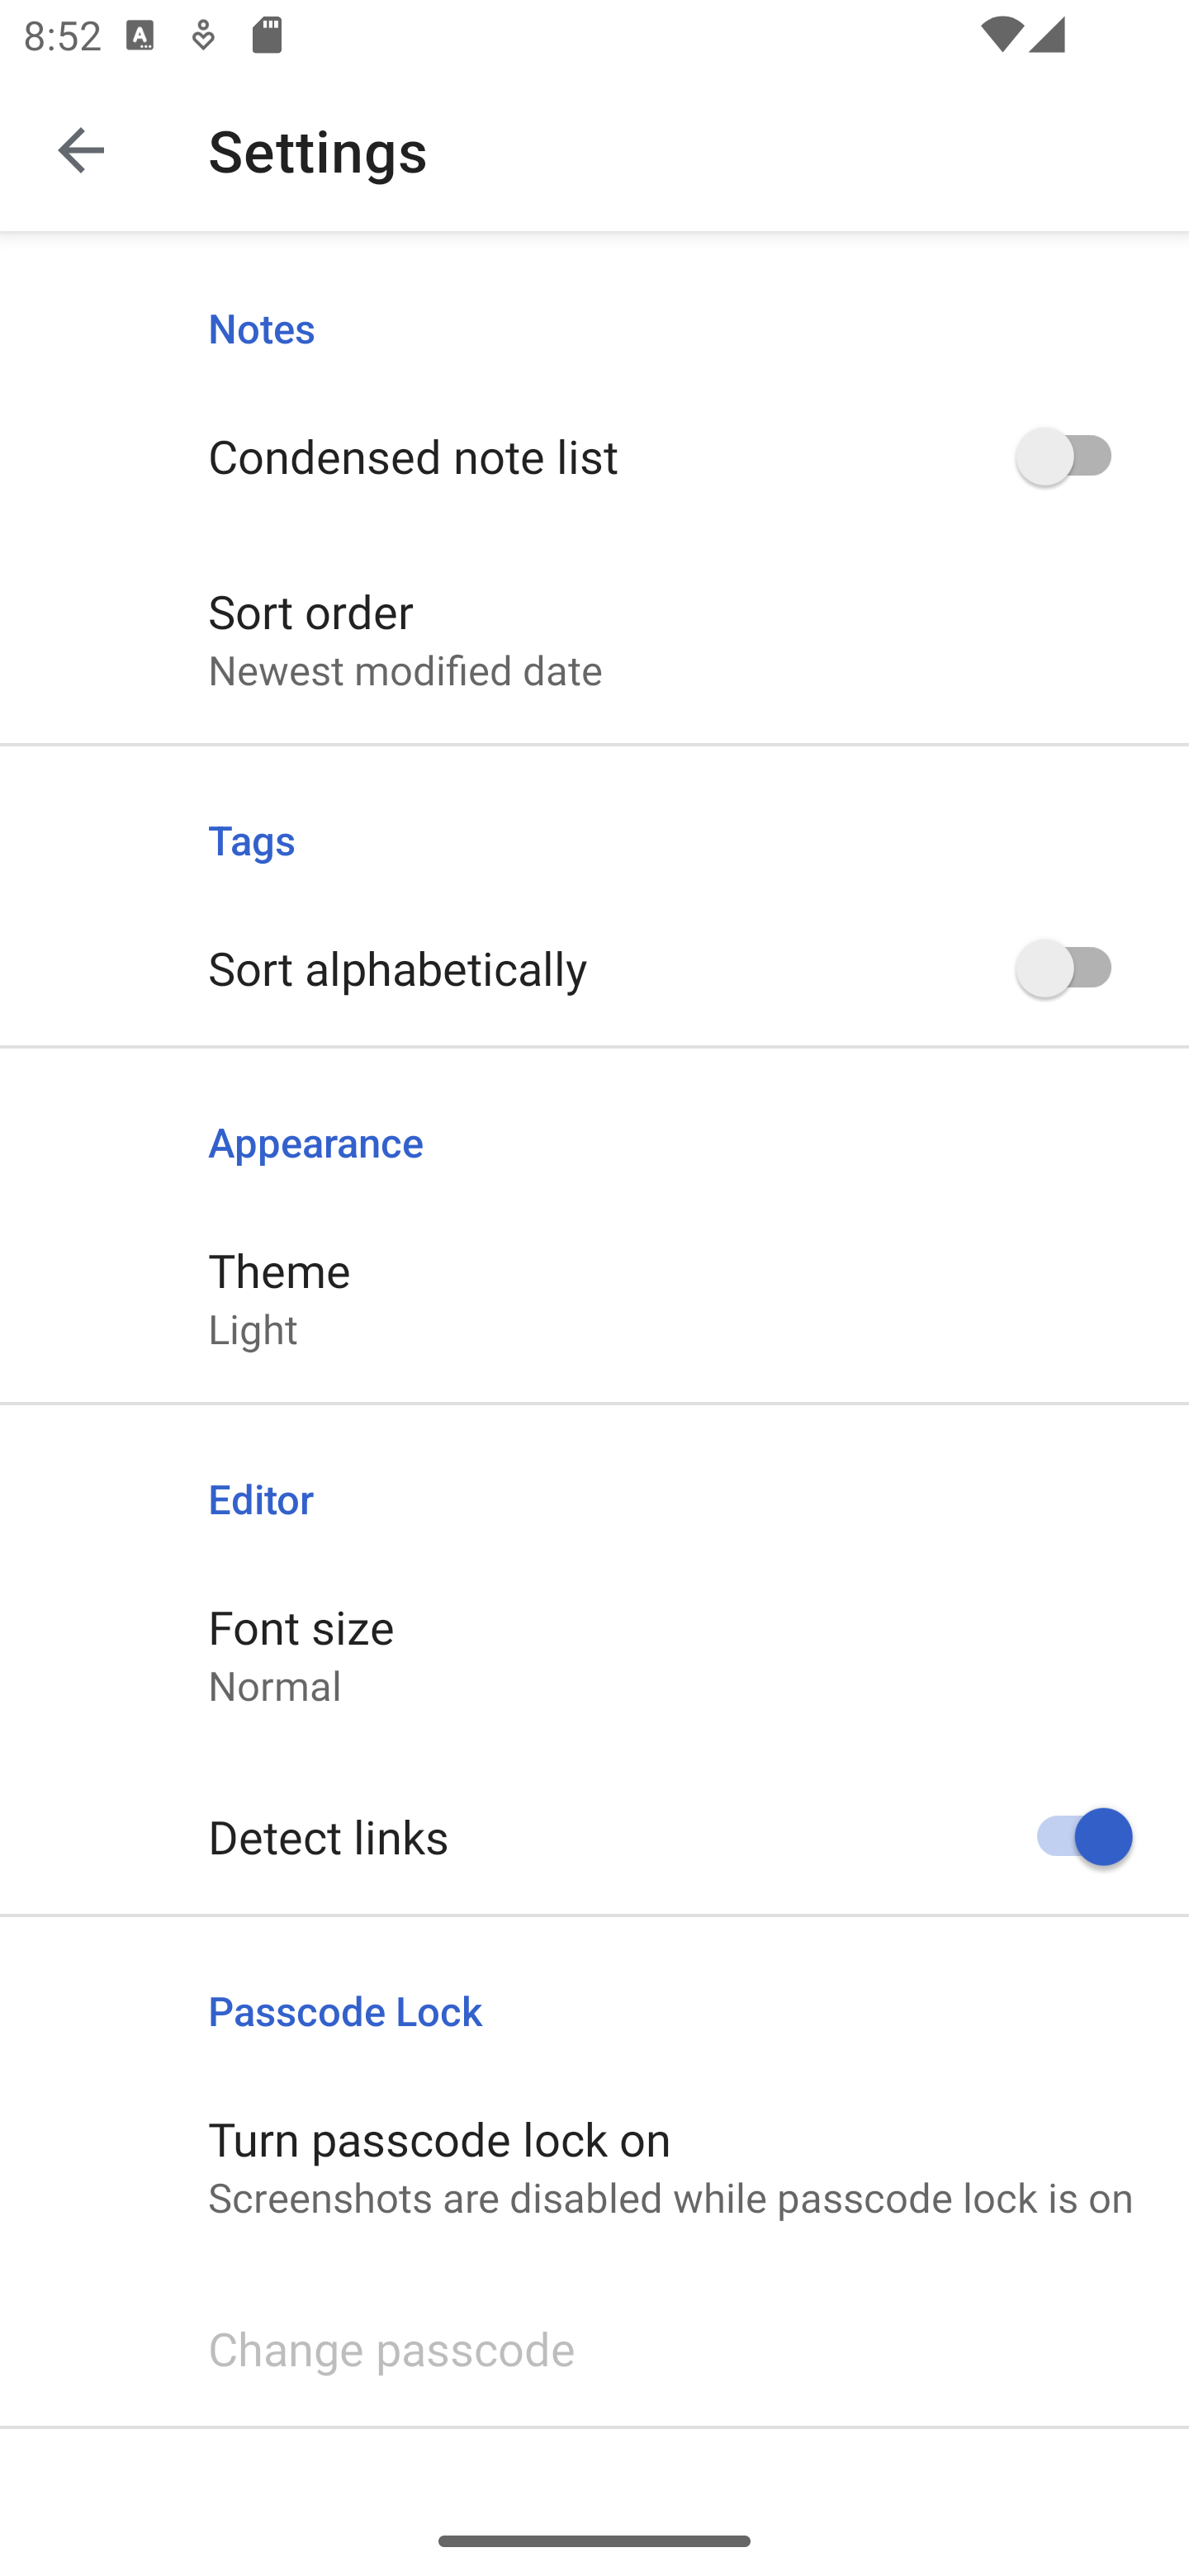 8:52
Settings
Notes
Condensed note list
Sort order
Newest modified date
Tags
Sort alphabetically
Appearance
Theme
Light
Editor
Font size
Normal
Detect links
Passcode Lock
Turn passcode lock on
Screenshots are disabled while passcode lock is on
Change passcode